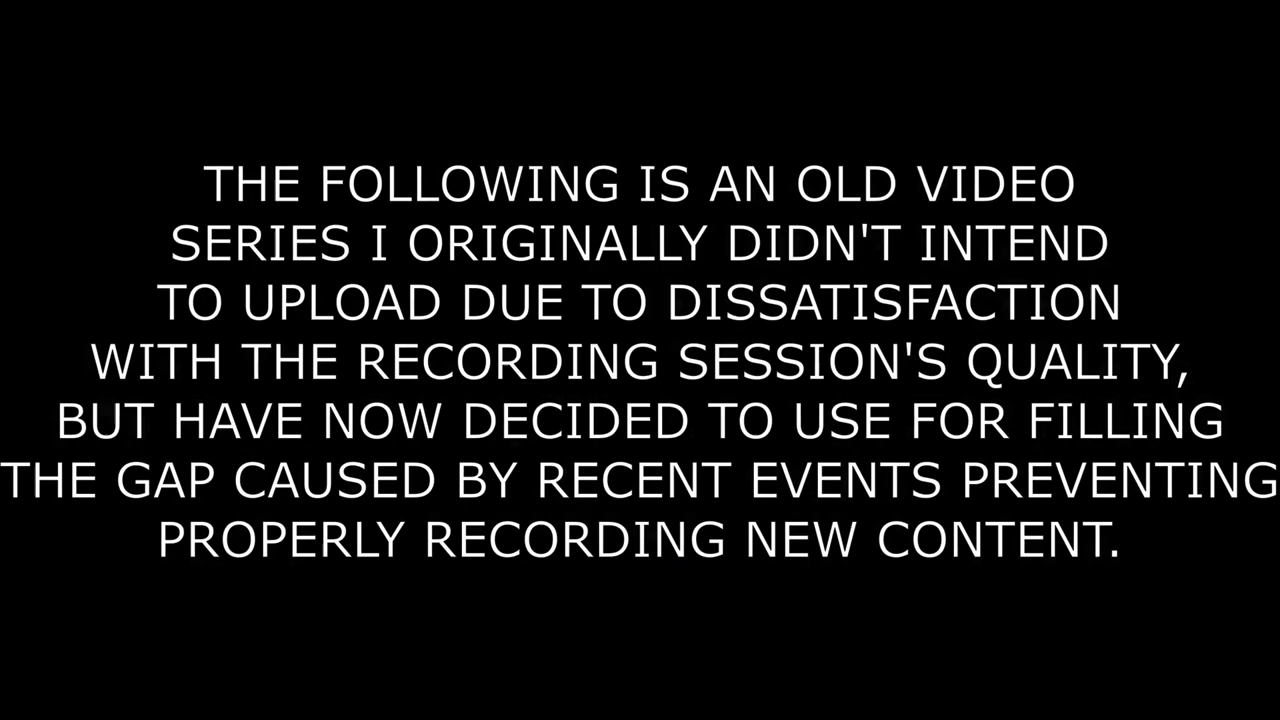 THE FOLLOWING IS AN OLD VIDEO
SERIES I ORIGINALLY DIDN'T INTEND
TO UPLOAD DUE TO DISSATISFACTION
WITH THE RECORDING SESSION'S QUALITY,
BUT HAVE NOW DECIDED TO USE FOR FILLING
THE GAP CAUSED BY RECENT EVENTS PREVENTING
PROPERLY RECORDING NEW CONTENT.